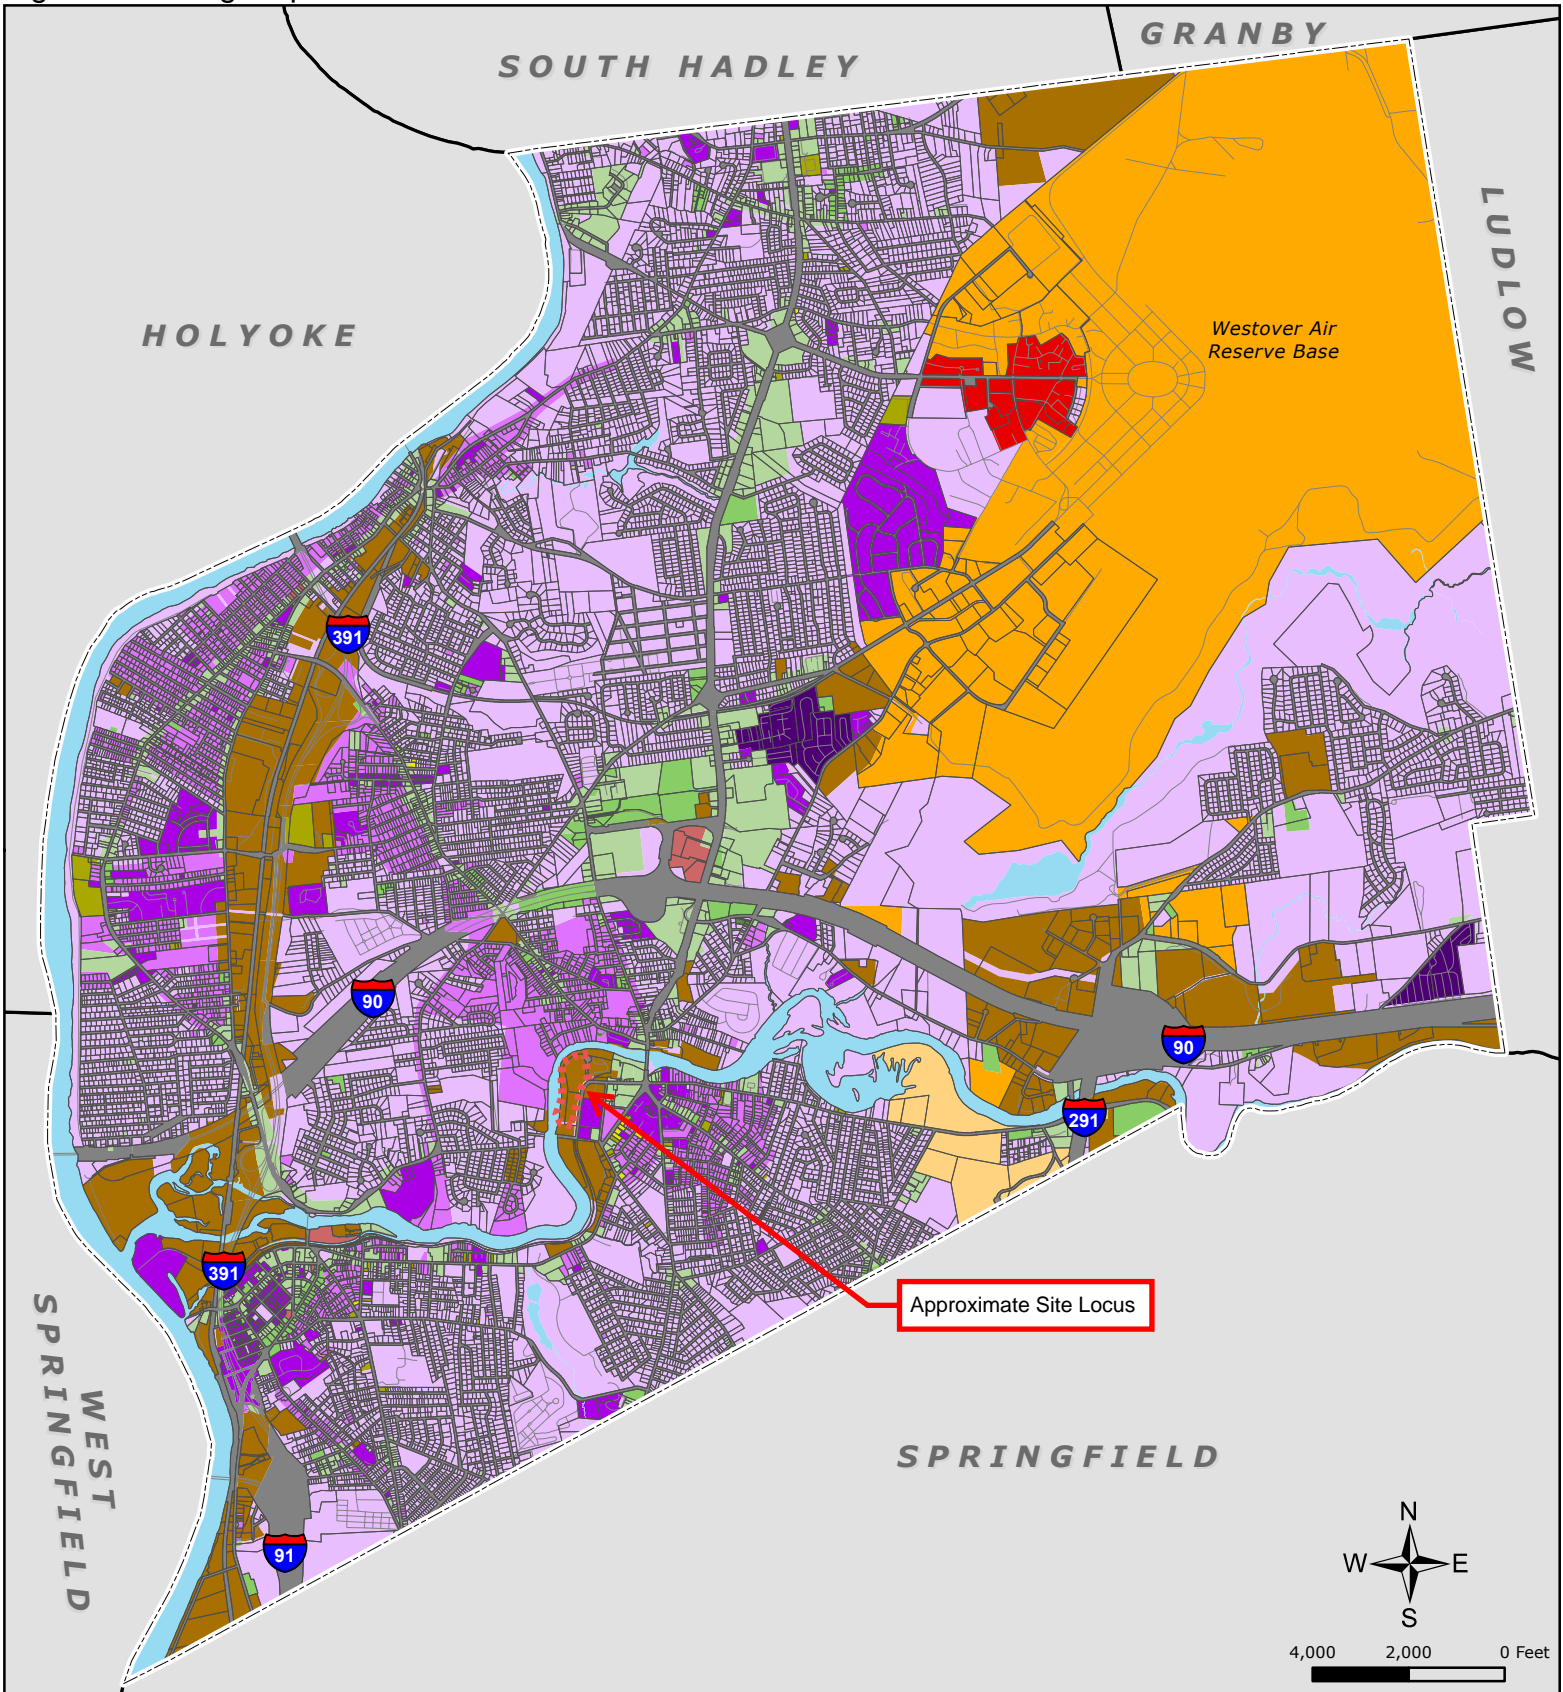 GRANBY
SOUTH HADLEY
LUDLOW
HOLYOKE
Westover Air
Reserve Base
391
90
90
291
391
Approximate Site Locus
WEST
SPRINGFIELD
SPRINGFIELD
91
N
W E
S
4,000 2,000 0 Feet